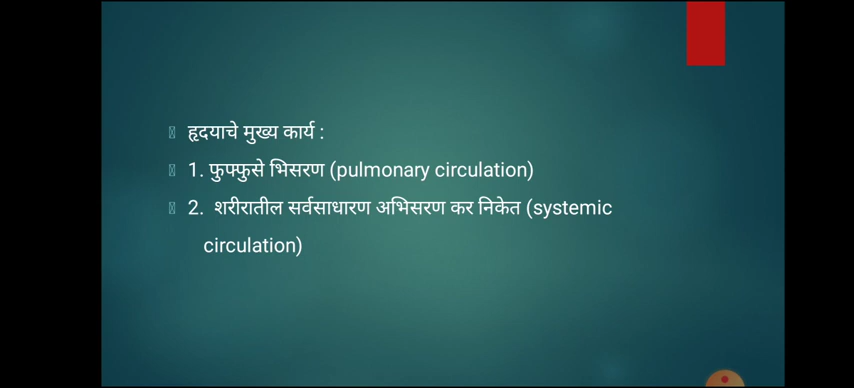 हृदयाचे मुख्य कार्य :
1. फुफ्फुसे भिसरण (pulmonary circulation)
2. शरीरातील सर्वसाधारण अभिसरण कर निकेत (systemic
circulation)